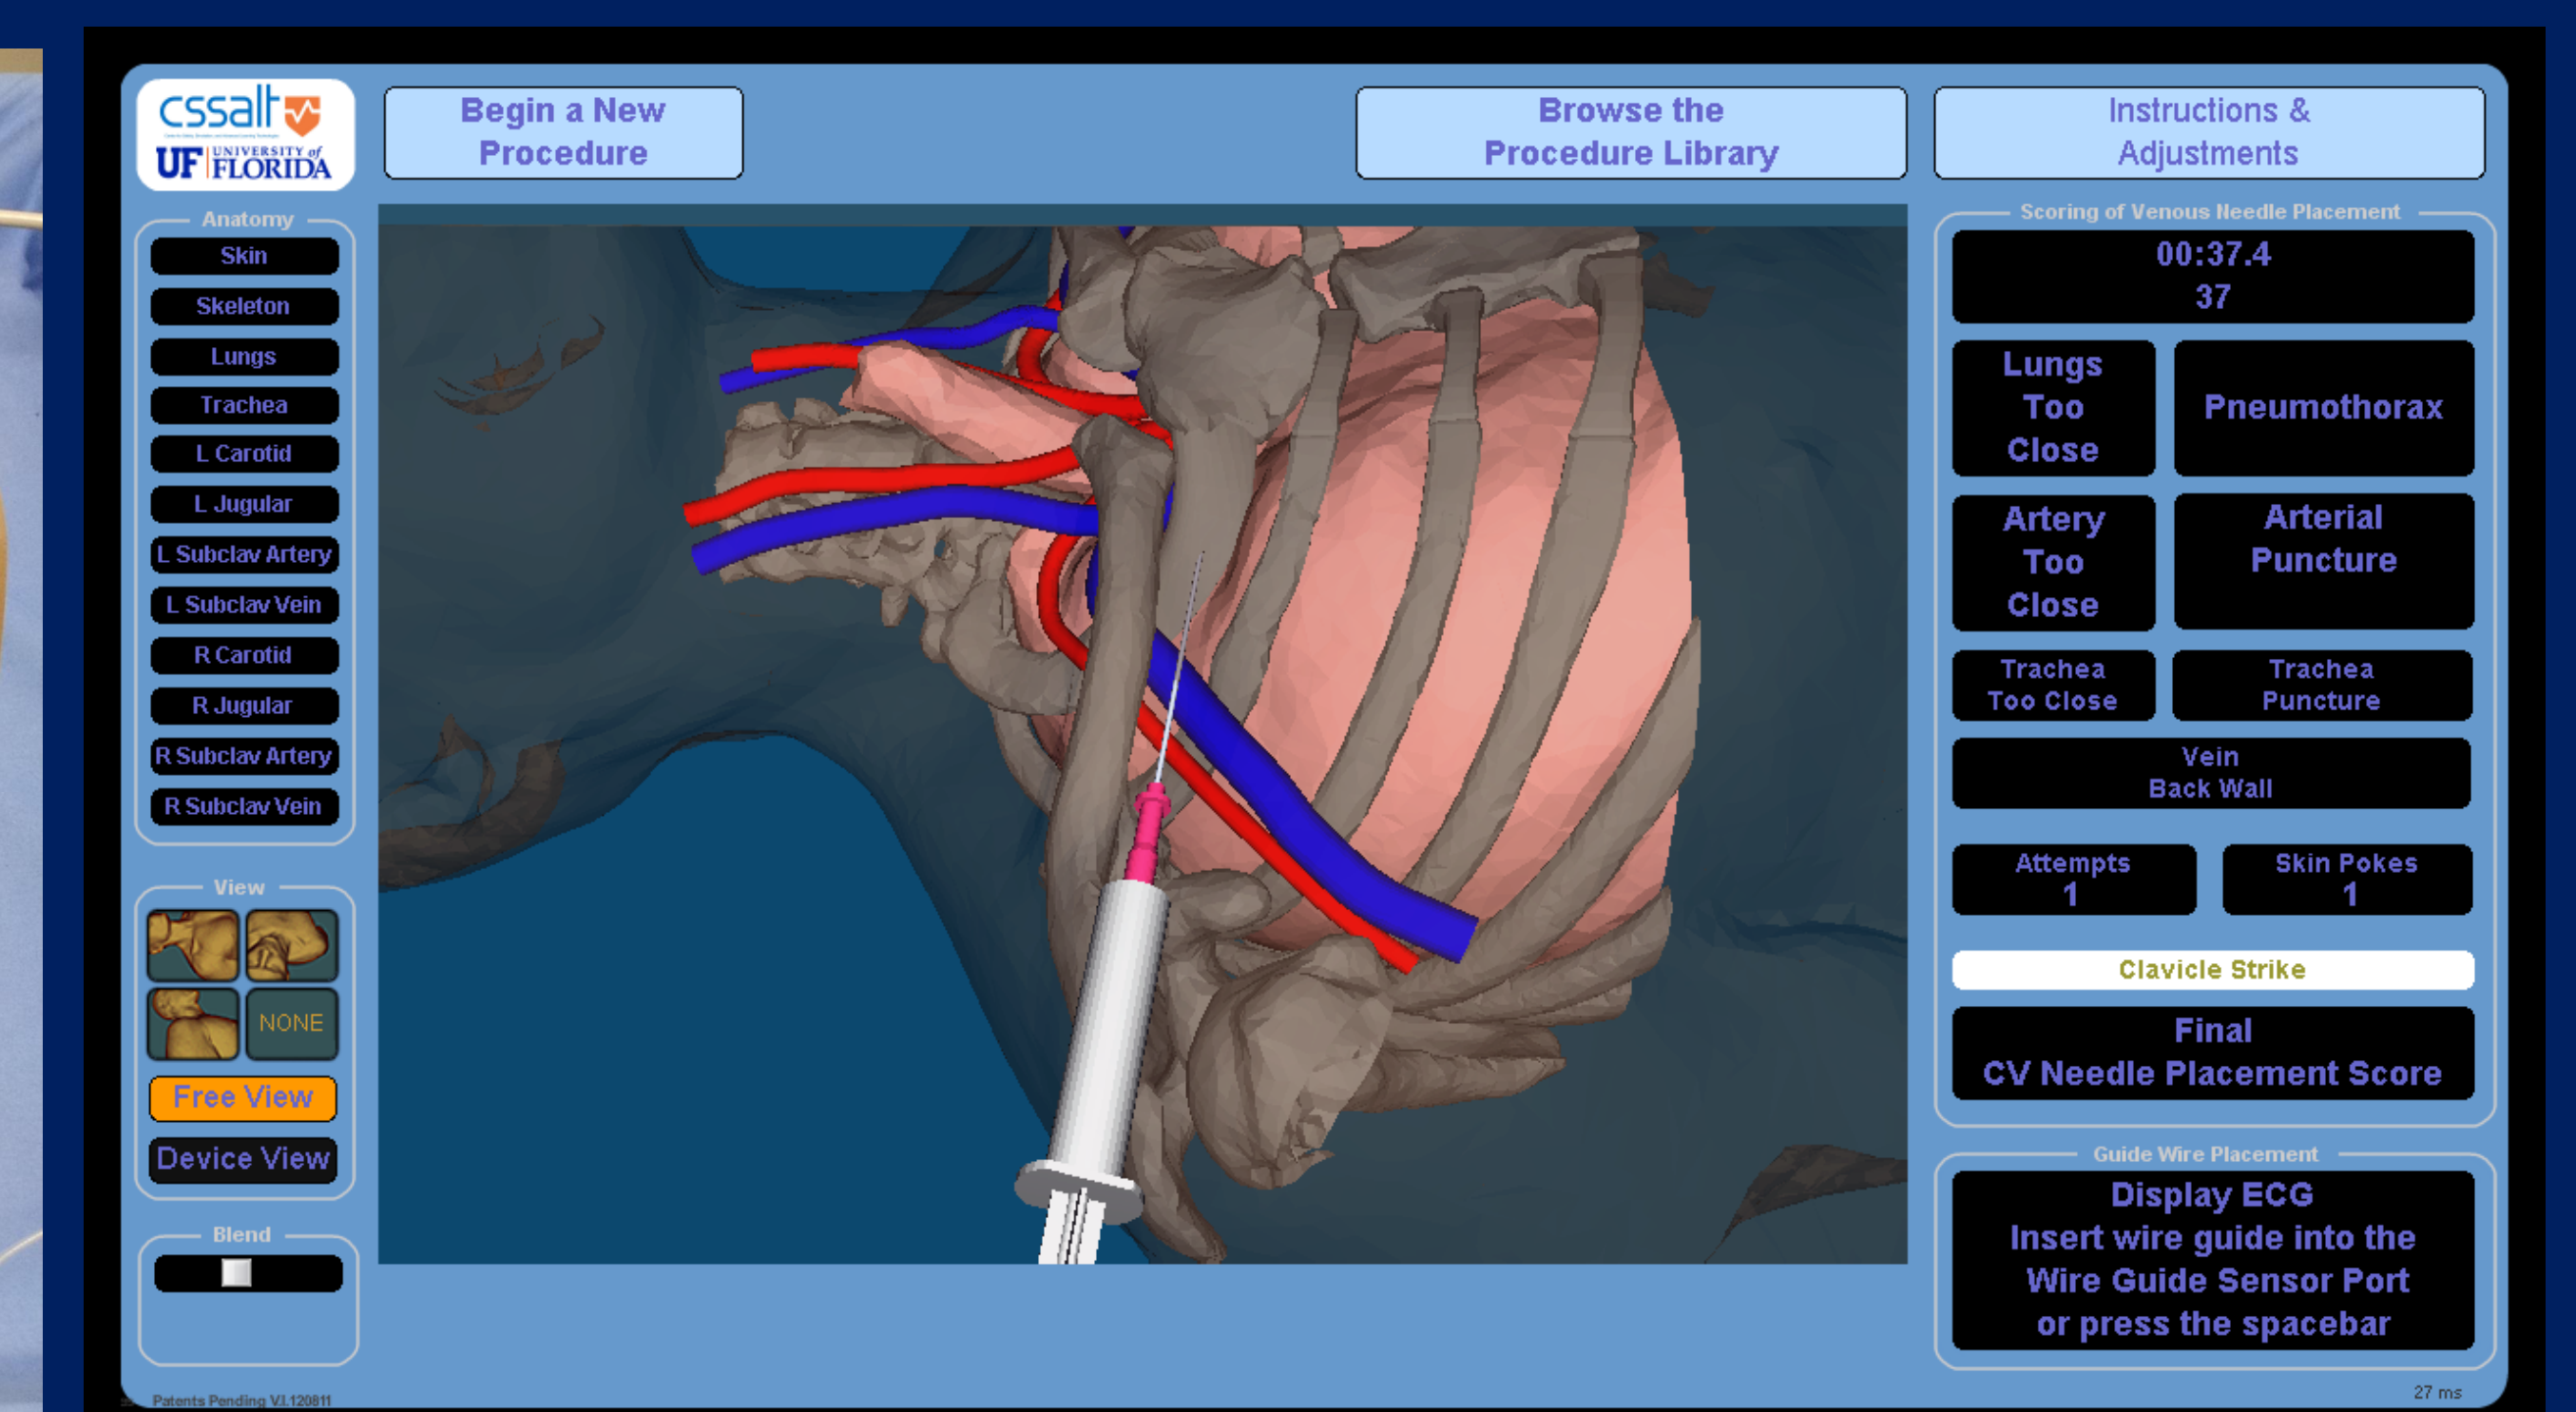 cssalt
UF UNIVERSITY of
FLORIDA
Begin a New
Procedure
Browse the
Procedure Library
Instructions &
Adjustments
Anatomy
Skin
Skeleton
Lungs
Trachea
L Carotid
L Jugular
L Subclav Artery
L Subclav Vein
R Carotid
R Jugular
R Subclav Artery
R Subclav Vein
View
NONE
Free View
Device View
Blend
Patents Pending V.I.120811
Scoring of Venous Needle Placement
00:37.4
37
Lungs
Too
Close
Pneumothorax
Artery
Too
Close
Arterial
Puncture
Trachea
Too Close
Trachea
Puncture
Vein
Back Wall
Attempts
1
Skin Pokes
1
Clavicle Strike
Final
CV Needle Placement Score
Guide Wire Placement
Display ECG
Insert wire guide into the
Wire Guide Sensor Port
or press the spacebar
27 ms